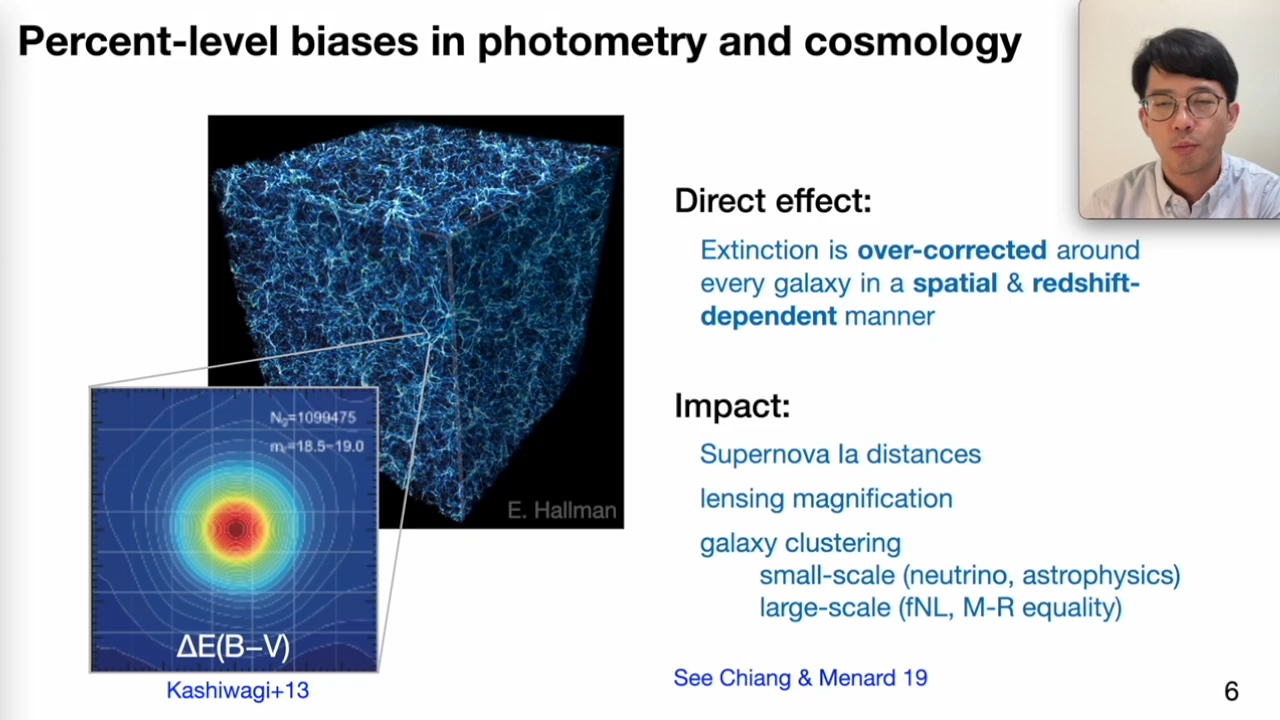 Percent-level biases in photometry and cosmology
Direct effect:
Extinction is over-corrected around
every galaxy in a spatial & redshift-
dependent manner
Impact:
Supernova Ia distances
lensing magnification
galaxy clustering
small-scale (neutrino, astrophysics)
large-scale (fNL, M-R equality)
See Chiang & Menard 19
E. Hallman
Ng=1099475
mr=18.5−19.0
ΔE(B−V)
Kashiwagi+13
6